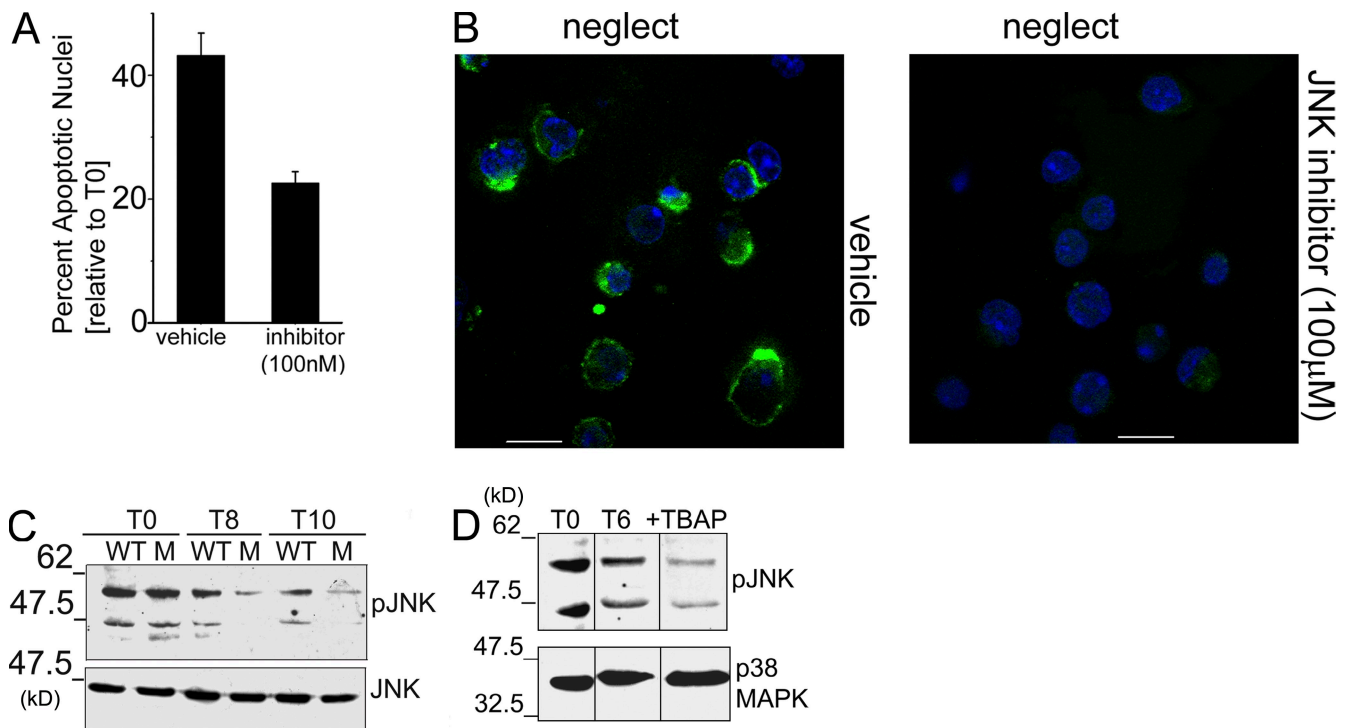 A
Percent Apoptotic Nuclei
[relative to T0]
40
20
0
vehicle
inhibitor
(100nM)
B
neglect
vehicle
neglect
JNK inhibitor (100μM)
C
T0 T8 T10
WT M WT M WT M
62
47.5
pJNK
47.5
(kD)
JNK
D
(kD)
62
T0 T6 +TBAP
47.5
pJNK
47.5
32.5
p38
MAPK